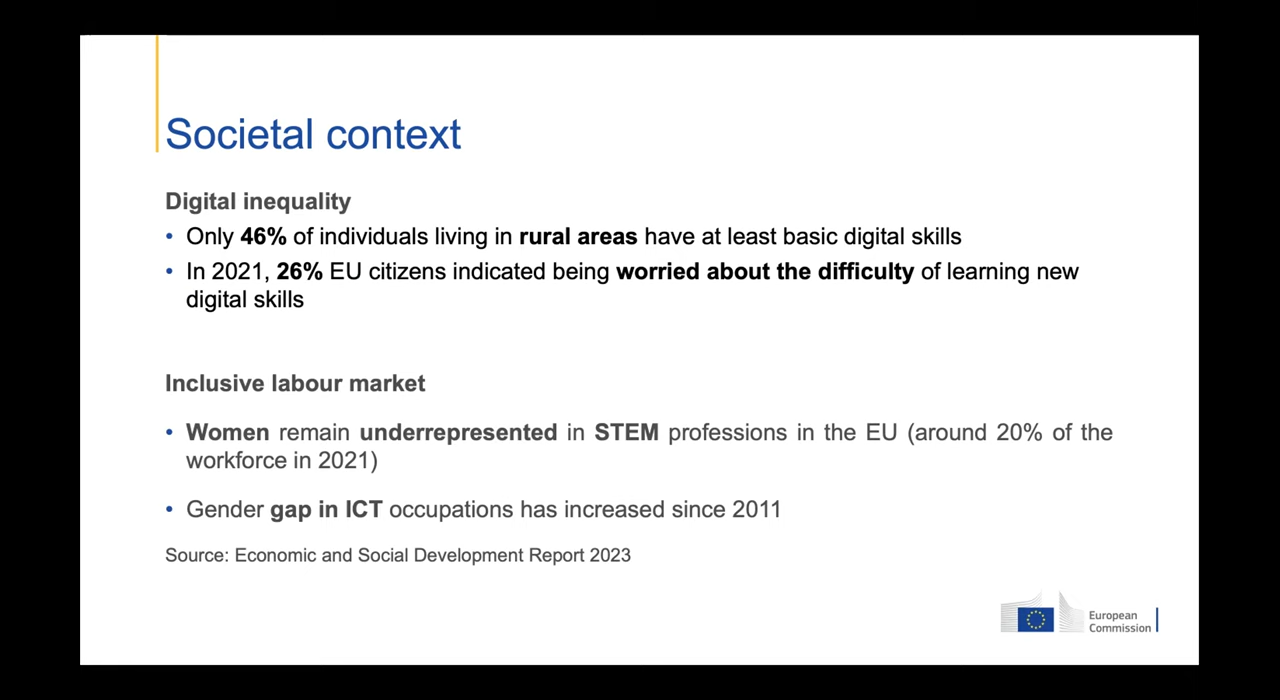 Societal context
Digital inequality
• Only 46% of individuals living in rural areas have at least basic digital skills
• In 2021, 26% EU citizens indicated being worried about the difficulty of learning new
digital skills
Inclusive labour market
• Women remain underrepresented in STEM professions in the EU (around 20% of the
workforce in 2021)
• Gender gap in ICT occupations has increased since 2011
Source: Economic and Social Development Report 2023
European
Commission